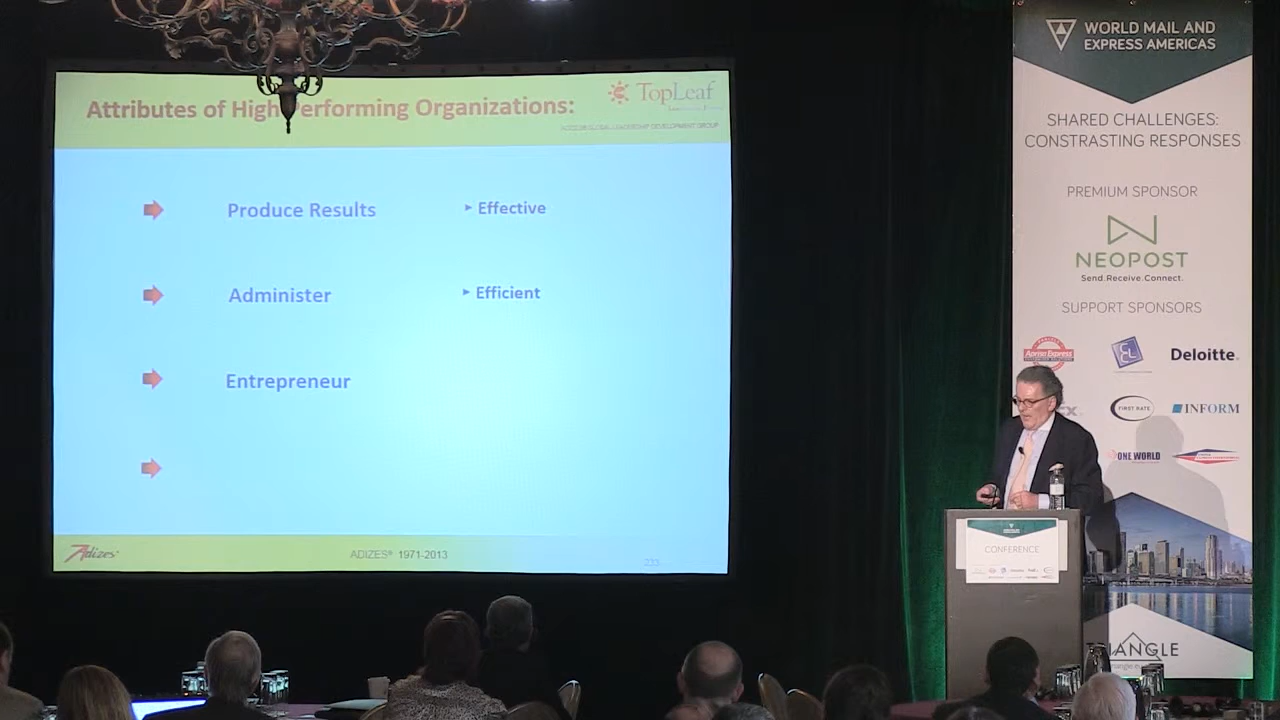 Attributes of High Performing Organizations:
TopLeaf
Produce Results
▸ Effective
Administer
▸ Efficient
Entrepreneur
Adizes
ADIZES® 1971-2013
233
WORLD MAIL AND
EXPRESS AMERICAS
SHARED CHALLENGES:
CONSTRASTING RESPONSES
PREMIUM SPONSOR
NEOPOST
Send.Receive.Connect.
SUPPORT SPONSORS
Deloitte.
FIRST RATE
INFORM
ONE WORLD
CONFERENCE